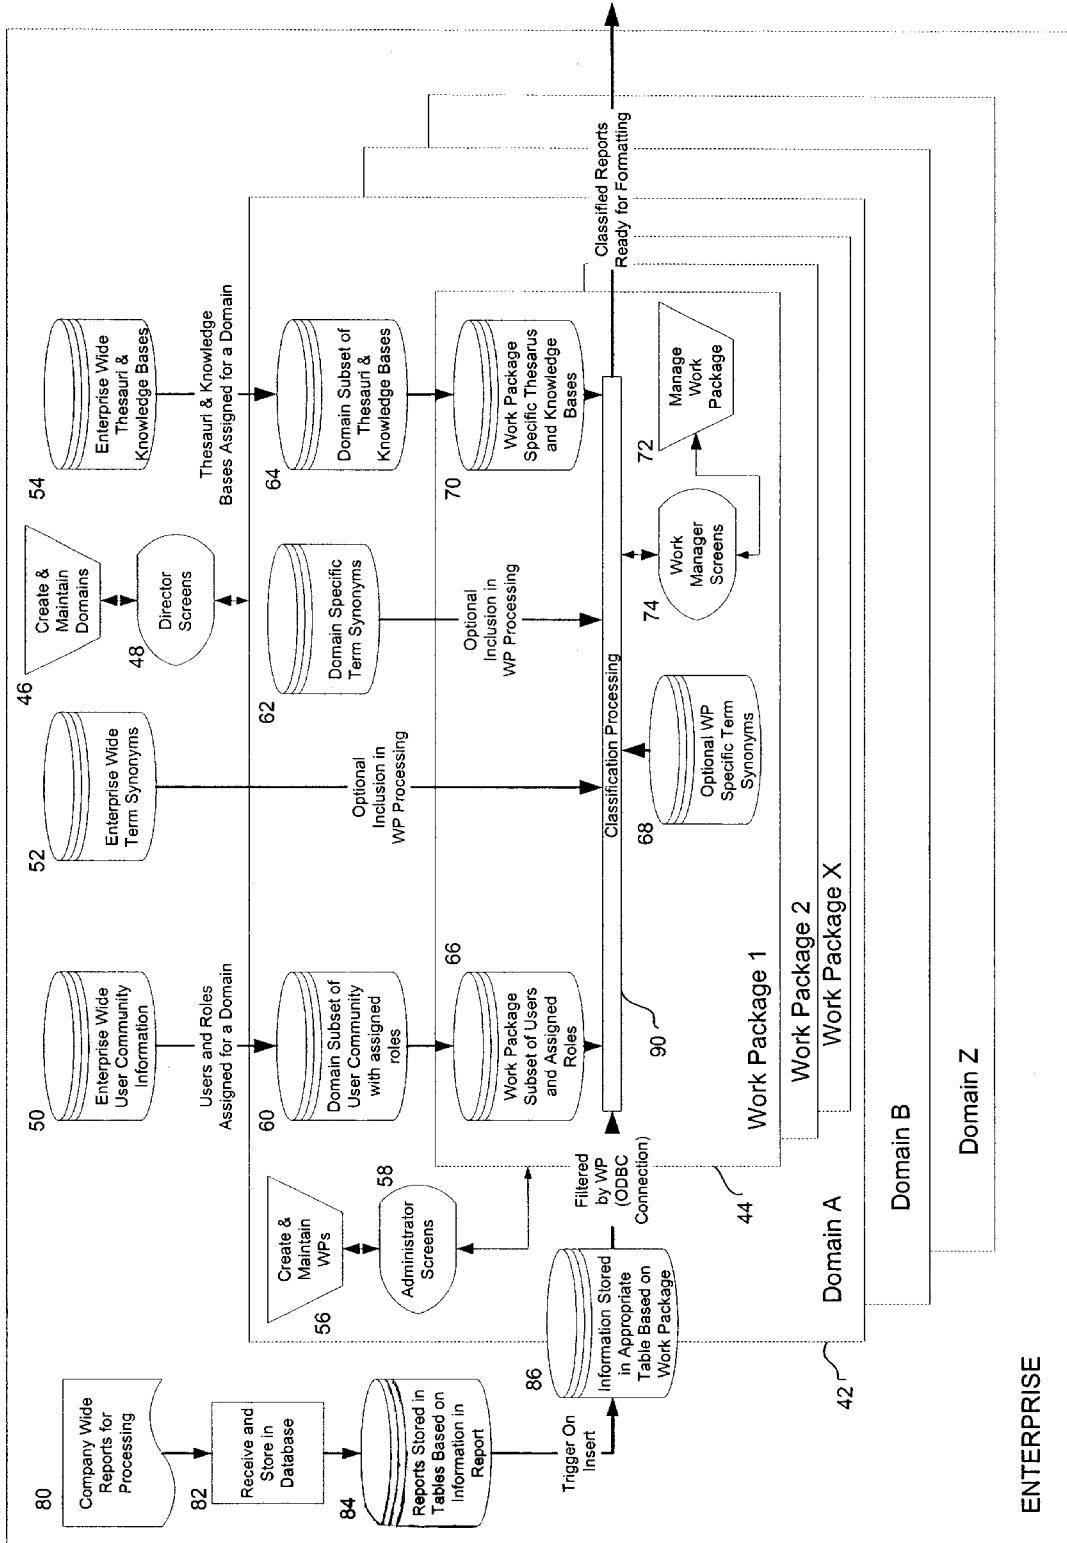 80
Company Wide
Reports for
Processing
82
Receive and
Store in
Database
84
Reports Stored in
Tables Based on
Information in
Report
Trigger On
Insert
86
Information Stored
in Appropriate
Table Based on
Work Package
Filtered
by WP
(ODBC
Connection)
50
Enterprise Wide
User Community
Information
Users and Roles
Assigned for a Domain
60
Domain Subset of
User Community
with assigned
roles
66
Work Package
Subset of Users
and Assigned
Roles
56
Create &
Maintain
WPs
58
Administrator
Screens
52
Enterprise Wide
Term Synonyms
Optional
Inclusion in
WP Processing
46
Create &
Maintain
Domains
48
Director
Screens
62
Domain Specific
Term Synonyms
Optional
Inclusion in
WP Processing
54
Enterprise Wide
Thesauri &
Knowledge Bases
Thesauri & Knowledge
Bases Assigned for a Domain
64
Domain Subset of
Thesauri &
Knowledge Bases
70
Work Package
Specific Thesarus
and Knowledge
Bases
Classification Processing
90
68
Optional WP
Specific Term
Synonyms
74
Work
Manager
Screens
72
Manage
Work
Package
Classified Reports
Ready for Formatting
44
Work Package 1
Work Package 2
Work Package X
42
Domain A
Domain B
Domain Z
ENTERPRISE